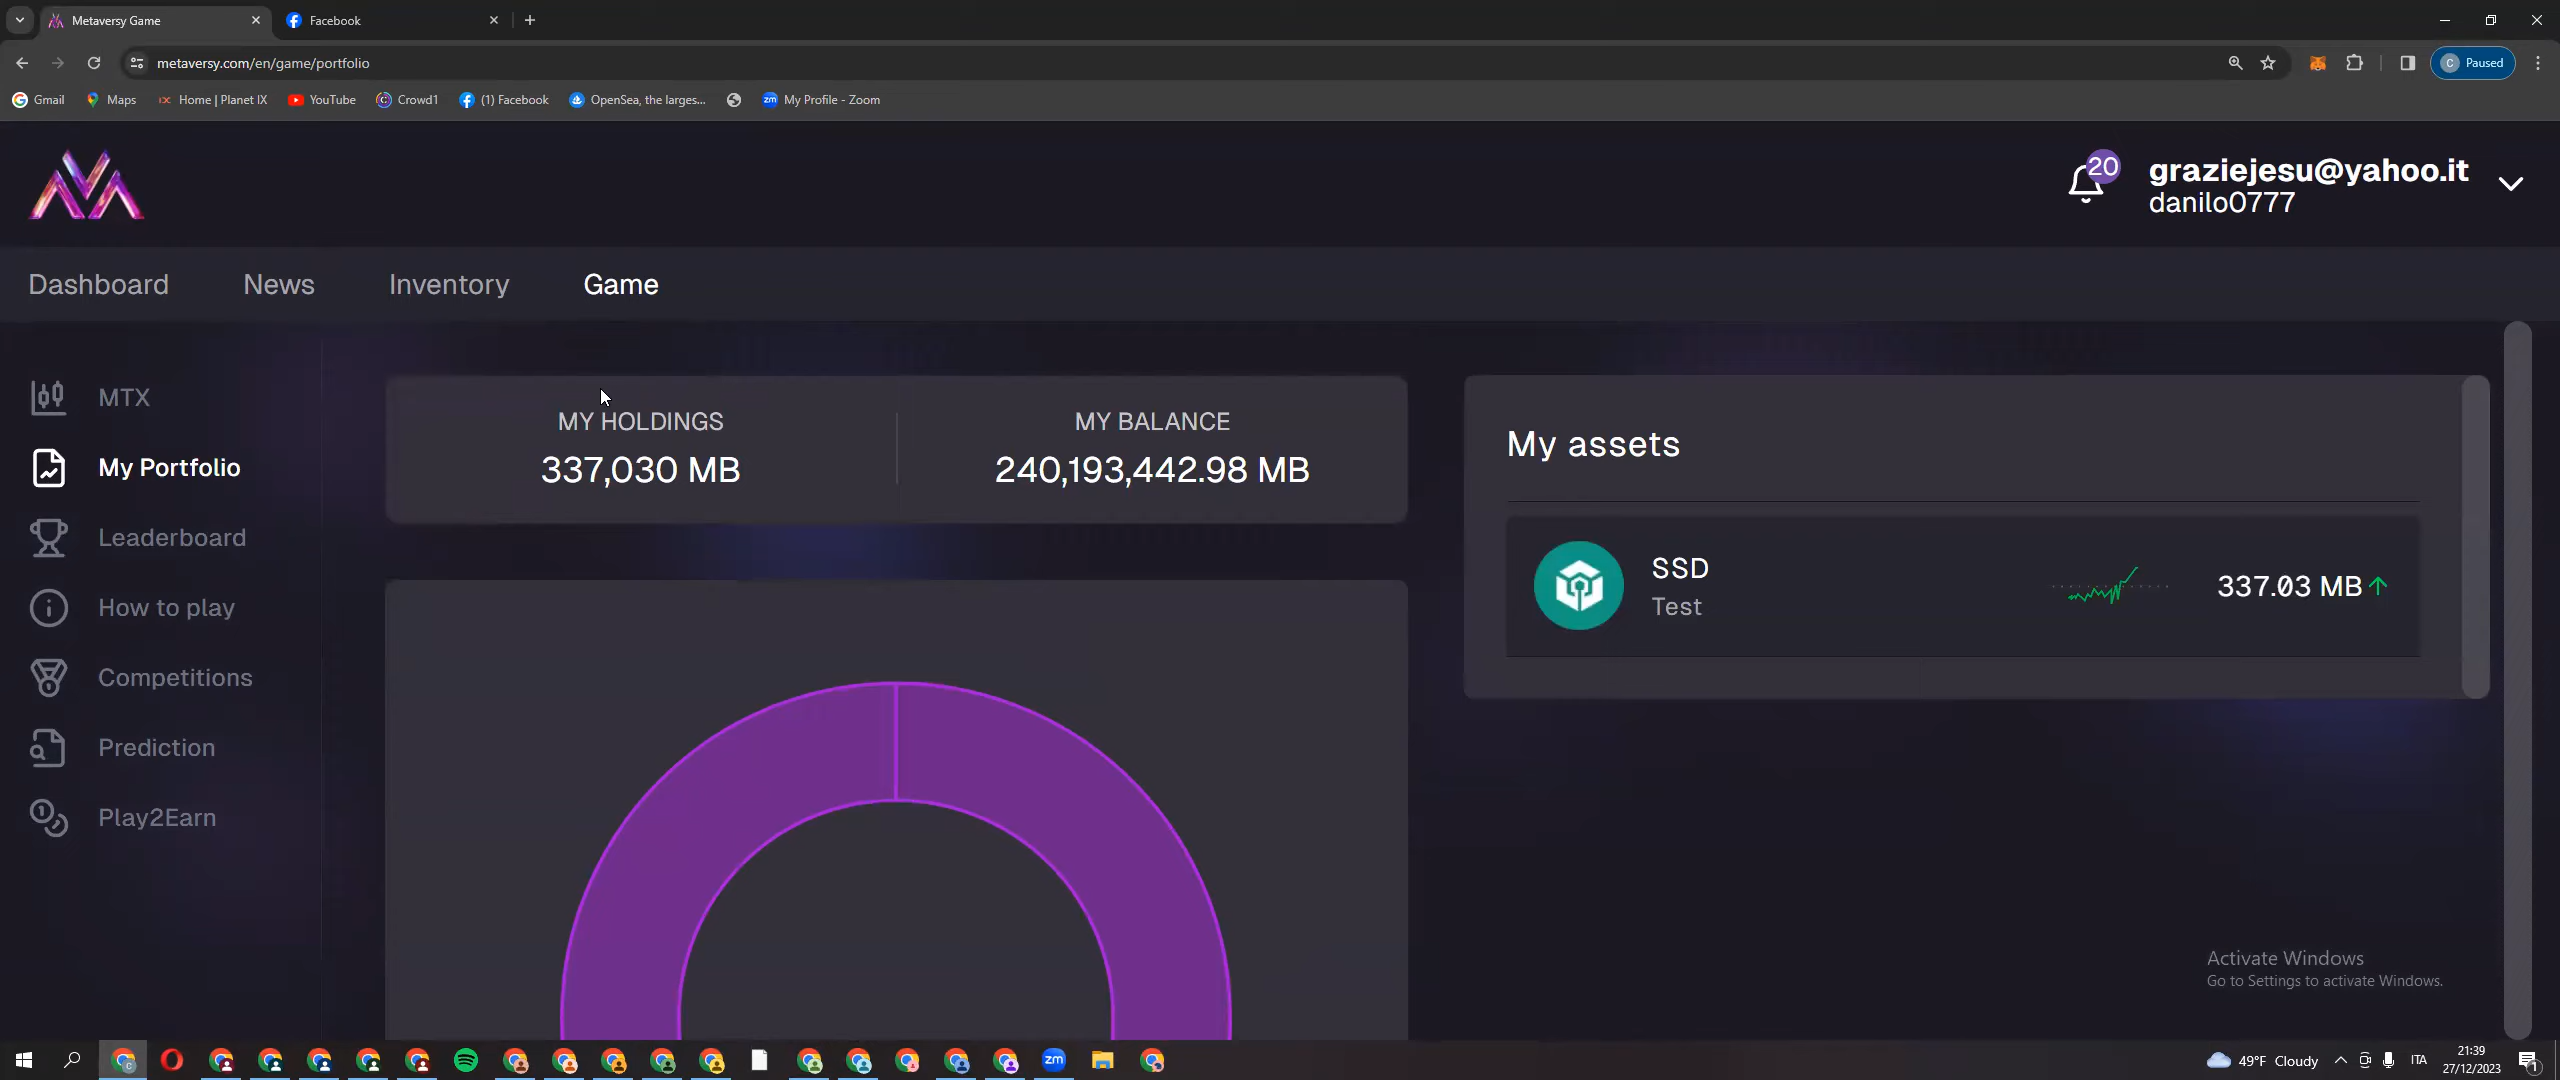 Metaversy Game
Facebook
metaversy.com/en/game/portfolio
C
Paused
Gmail
Maps
Home | Planet IX
YouTube
Crowd1
(1) Facebook
OpenSea, the larges...
zm
My Profile - Zoom
20
graziejesu@yahoo.it
danilo0777
Dashboard
News
Inventory
Game
MTX
My Portfolio
Leaderboard
How to play
Competitions
Prediction
Play2Earn
MY HOLDINGS
337,030 MB
MY BALANCE
240,193,442.98 MB
My assets
SSD
Test
337.03 MB
Activate Windows
Go to Settings to activate Windows.
zm
49°F Cloudy
ITA
21:39
27/12/2023
1